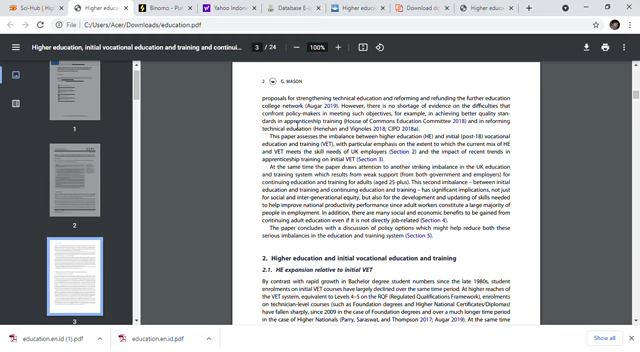 Sci-Hub | Higher
Higher educ
Binomo - Pla
Yahoo Indon
Database E-b
Higher educ
Download do
Higher educ
File
C:/Users/Acer/Downloads/education.pdf
Higher education, initial vocational education and training and continui...
3 / 24
100%
2 G. MASON
proposals for strengthening technical education and reforming and refunding the further education
college network (Augar 2019). However, there is no shortage of evidence on the difficulties that
confront policy-makers in meeting such objectives, for example, in achieving better quality stan-
dards in apprenticeship training (House of Commons Education Committee 2018) and in reforming
technical education (Henehan and Vignoles 2018; CIPD 2018a).
This paper assesses the imbalance between higher education (HE) and initial (post-18) vocational
education and training (VET), with particular emphasis on the extent to which the current mix of HE
and VET meets the skill needs of UK employers (Section 2) and the impact of recent trends in
apprenticeship training on initial VET (Section 3).
At the same time the paper draws attention to another striking imbalance in the UK education
and training system which results from weak support (from both government and employers) for
continuing education and training for adults (aged 25-plus). This second imbalance – between initial
education and training and continuing education and training – has significant implications, not just
for social and inter-generational equity, but also for the development and updating of skills needed
to help improve national productivity performance since adult workers constitute a large majority of
people in employment. In addition, there are many social and economic benefits to be gained from
continuing adult education even if it is not directly job-related (Section 4).
The paper concludes with a discussion of policy options which might help reduce both these
serious imbalances in the education and training system (Section 5).
2. Higher education and initial vocational education and training
2.1. HE expansion relative to initial VET
By contrast with rapid growth in Bachelor degree student numbers since the late 1980s, student
enrolments on initial VET courses have largely declined over the same time period. At higher reaches of
the VET system, equivalent to Levels 4–5 on the RQF (Regulated Qualifications Framework), enrolments
on technician-level courses (such as Foundation degrees and Higher National Certificates/Diplomas)
have fallen sharply, since 2009 in the case of Foundation degrees and over a much longer time period
in the case of Higher Nationals (Parry, Saraswat, and Thompson 2017; Augar 2019). At the same time
1
2
3
education.en.id (1).pdf
education.en.id.pdf
Show all